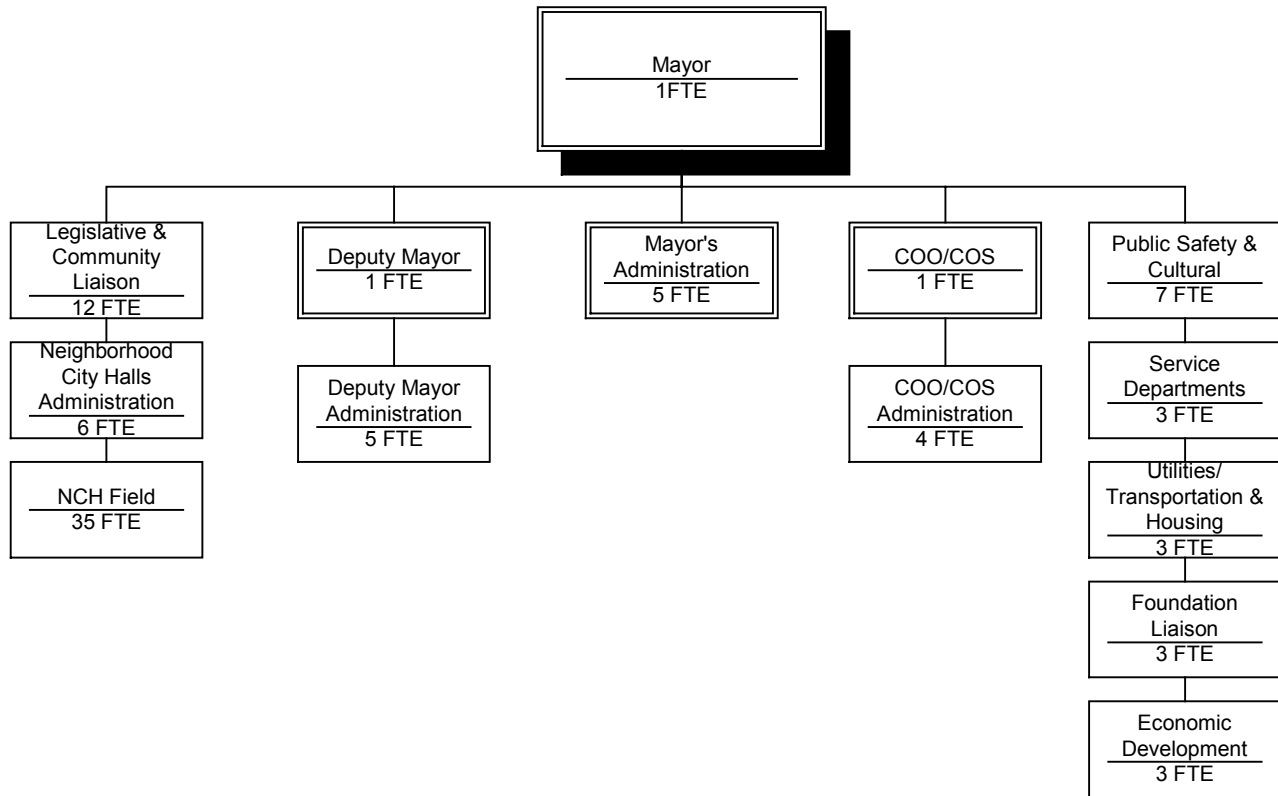 Mayor
1FTE
Legislative &
Community
Liaison
12 FTE
Deputy Mayor
1 FTE
Mayor's
Administration
5 FTE
COO/COS
1 FTE
Public Safety &
Cultural
7 FTE
Neighborhood
City Halls
Administration
6 FTE
Deputy Mayor
Administration
5 FTE
COO/COS
Administration
4 FTE
Service
Departments
3 FTE
NCH Field
35 FTE
Utilities/
Transportation &
Housing
3 FTE
Foundation
Liaison
3 FTE
Economic
Development
3 FTE